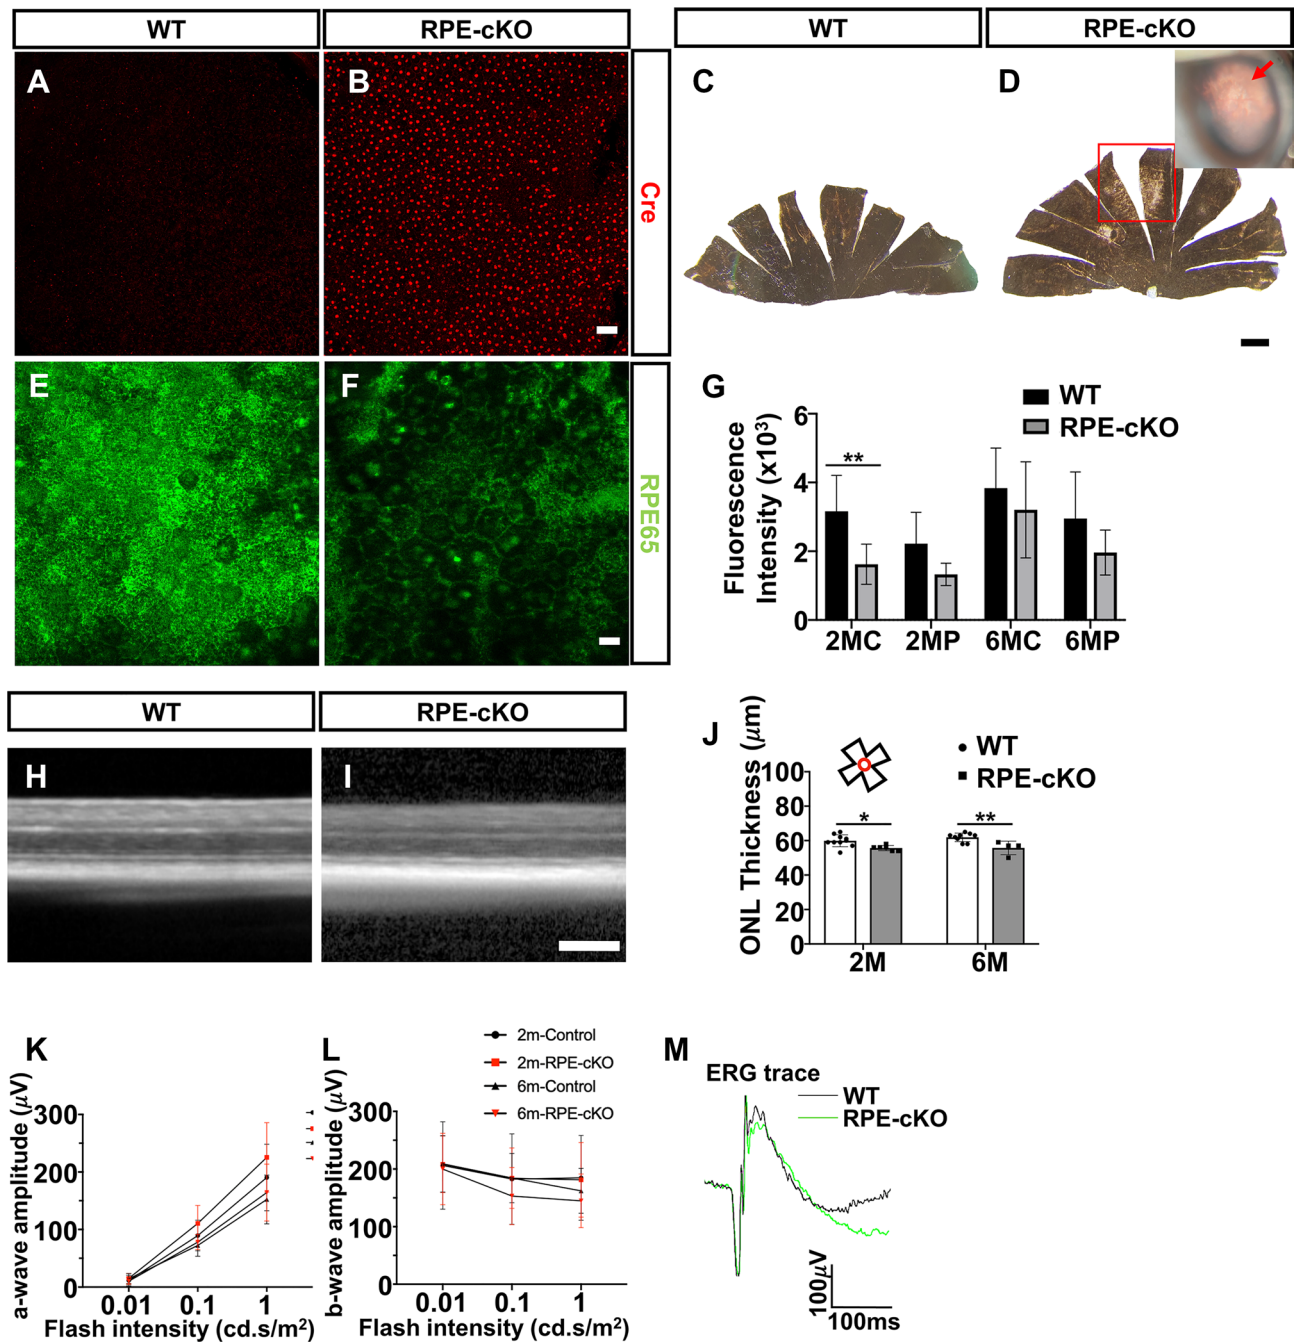 WT
RPE-cKO
WT
RPE-cKO
A
B
Cre
C
D
E
F
RPE65
G
WT
RPE-cKO
Fluorescence
Intensity (x10³)
6
4
2
0
**
2MC
2MP
6MC
6MP
WT
RPE-cKO
H
I
J
WT
RPE-cKO
ONL Thickness (μm)
100
80
60
40
20
0
*
**
2M
6M
K
a-wave amplitude (μV)
300
200
100
0
0.01
0.1
1
Flash intensity (cd.s/m²)
L
2m-Control
2m-RPE-cKO
6m-Control
6m-RPE-cKO
b-wave amplitude (μV)
300
200
100
0
0.01
0.1
1
Flash intensity (cd.s/m²)
M
ERG trace
WT
RPE-cKO
100μV
100ms